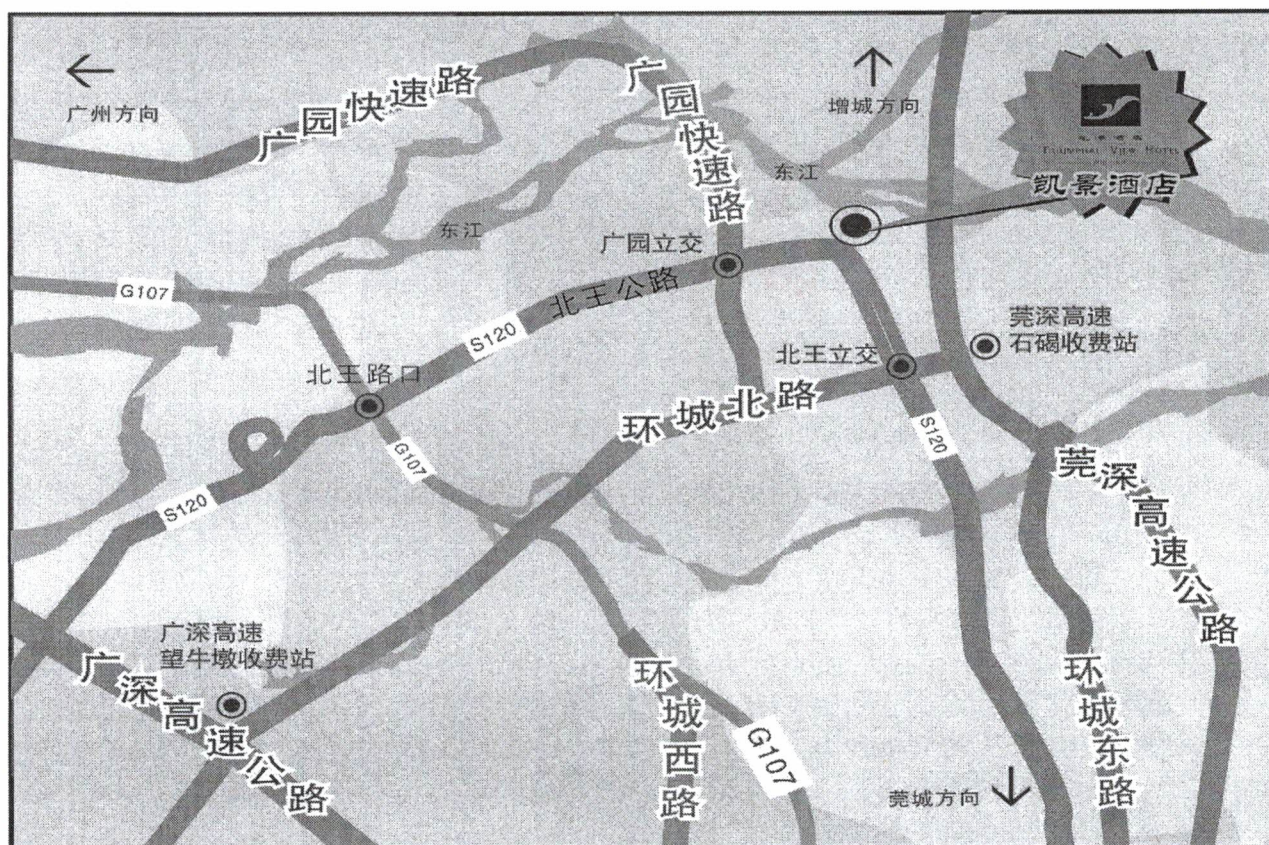 广州方向
广园快速路
广园快速路
增城方向
TRIUMPHAL VIEW HOTEL
凯景酒店
东江
东江
广园立交
G107
北王公路
S120
莞深高速
石碣收费站
北王立交
北王路口
环城北路
S120
G107
S120
莞深高速公路
广深高速
望牛墩收费站
广深高速公路
环城西路
G107
环城东路
莞城方向